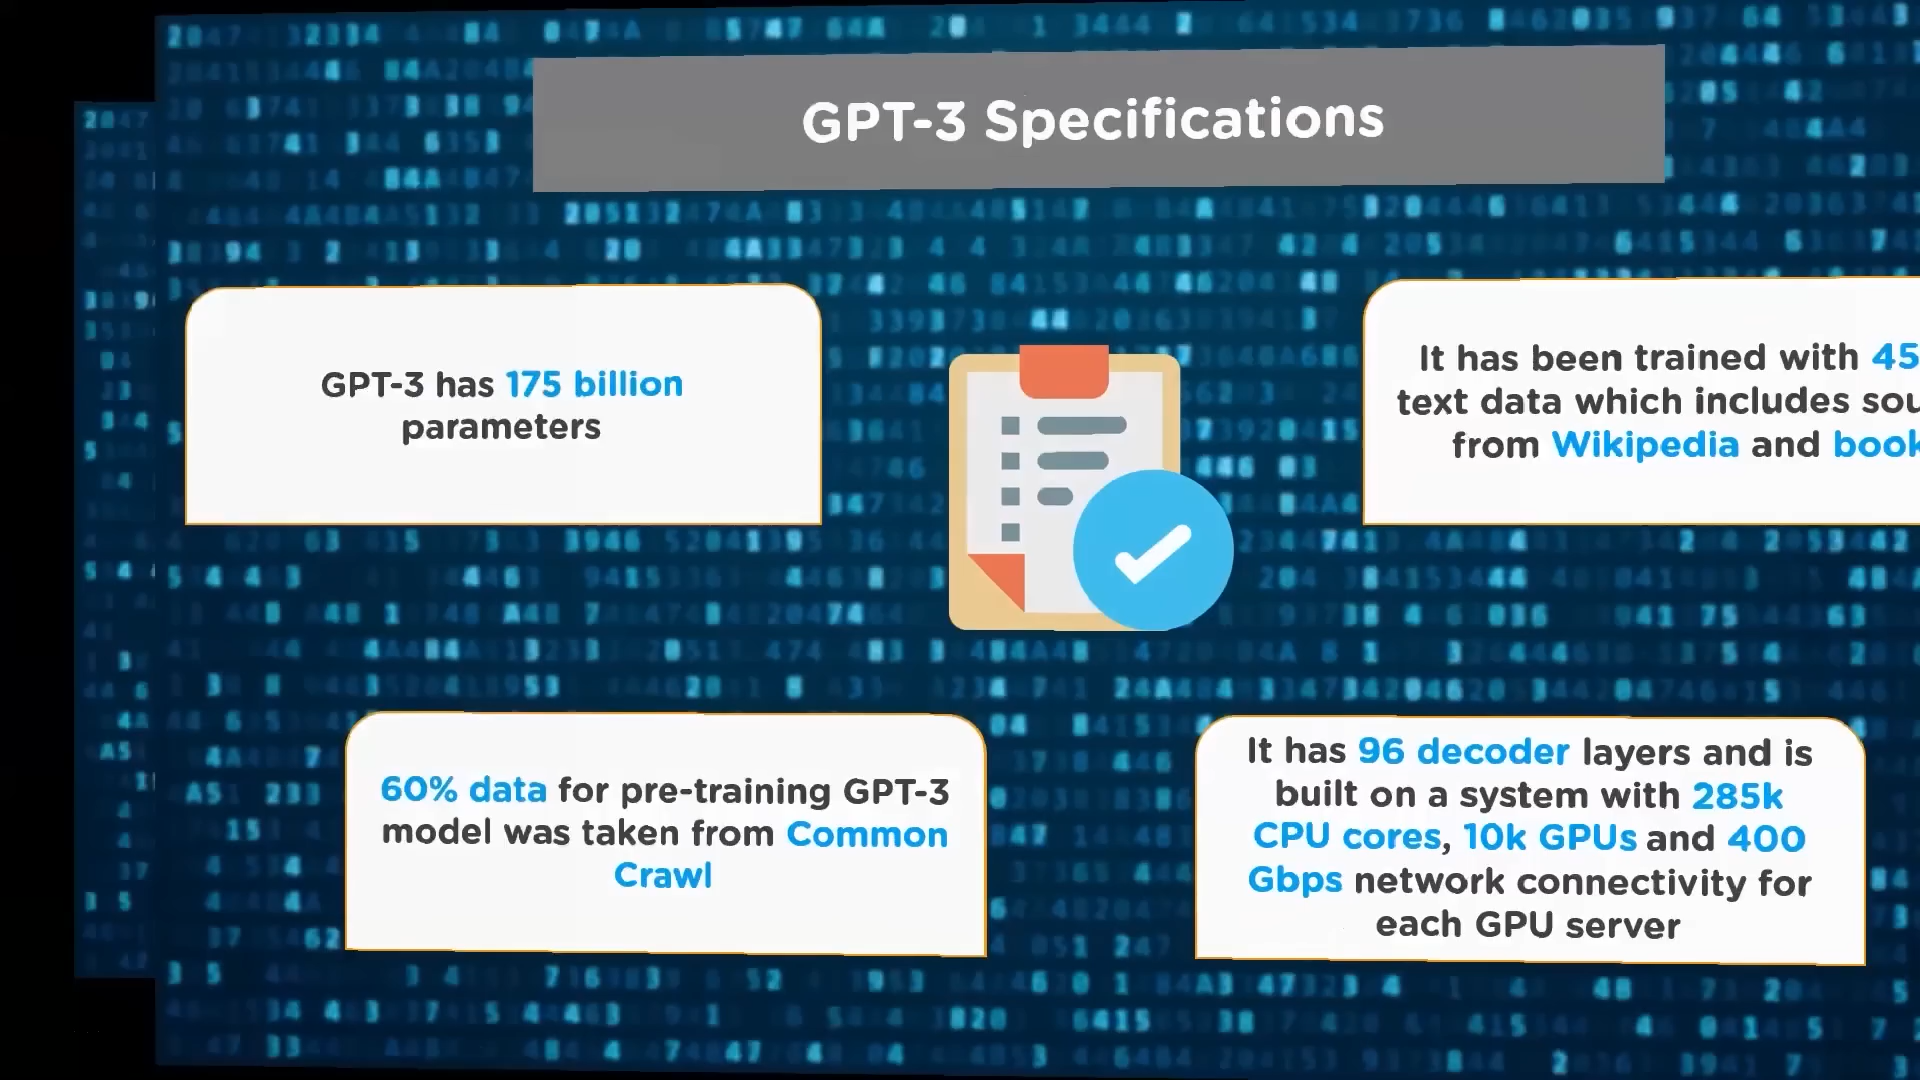 GPT-3 Specifications
GPT-3 has 175 billion
parameters
It has been trained with 45
text data which includes
from Wikipedia and
60% data for pre-training GPT-3
model was taken from Common
Crawl
It has 96 decoder layers and is
built on a system with 285k
CPU cores, 10k GPUs and 400
Gbps network connectivity for
each GPU server